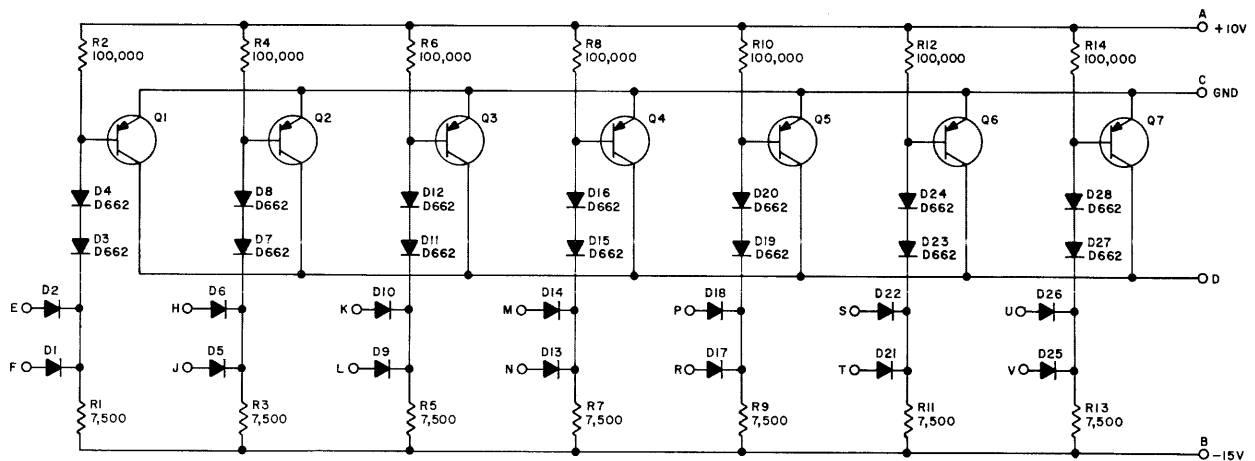 A
+10V
R2
100,000
R4
100,000
R6
100,000
R8
100,000
R10
100,000
R12
100,000
R14
100,000
C
GND
Q1
Q2
Q3
Q4
Q5
Q6
Q7
D4
D662
D8
D662
D12
D662
D16
D662
D20
D662
D24
D662
D28
D662
D3
D662
D7
D662
D11
D662
D15
D662
D19
D662
D23
D662
D27
D662
D
E
D2
H
D6
K
D10
M
D14
P
D18
S
D22
U
D26
F
D1
J
D5
L
D9
N
D13
R
D17
T
D21
V
D25
R1
7,500
R3
7,500
R5
7,500
R7
7,500
R9
7,500
R11
7,500
R13
7,500
B
-15V